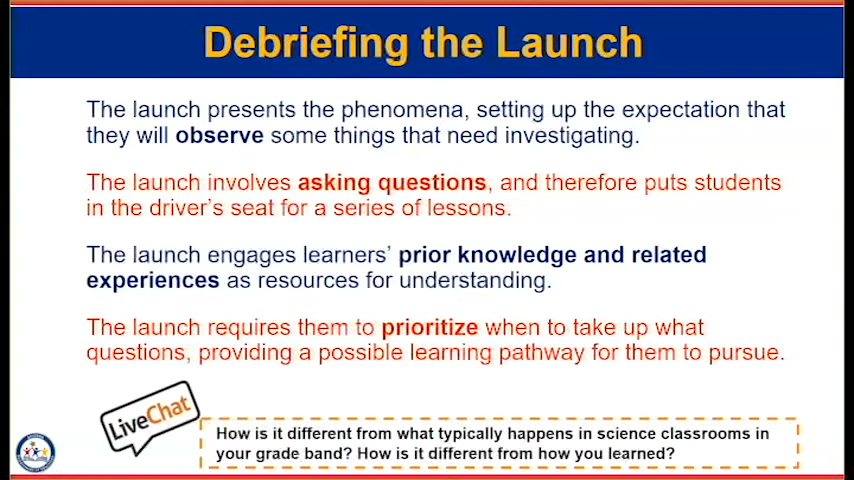 Debriefing the Launch
The launch presents the phenomena, setting up the expectation that
they will observe some things that need investigating.
The launch involves asking questions, and therefore puts students
in the driver's seat for a series of lessons.
The launch engages learners' prior knowledge and related
experiences as resources for understanding.
The launch requires them to prioritize when to take up what
questions, providing a possible learning pathway for them to pursue.
LiveChat
How is it different from what typically happens in science classrooms in
your grade band? How is it different from how you learned?